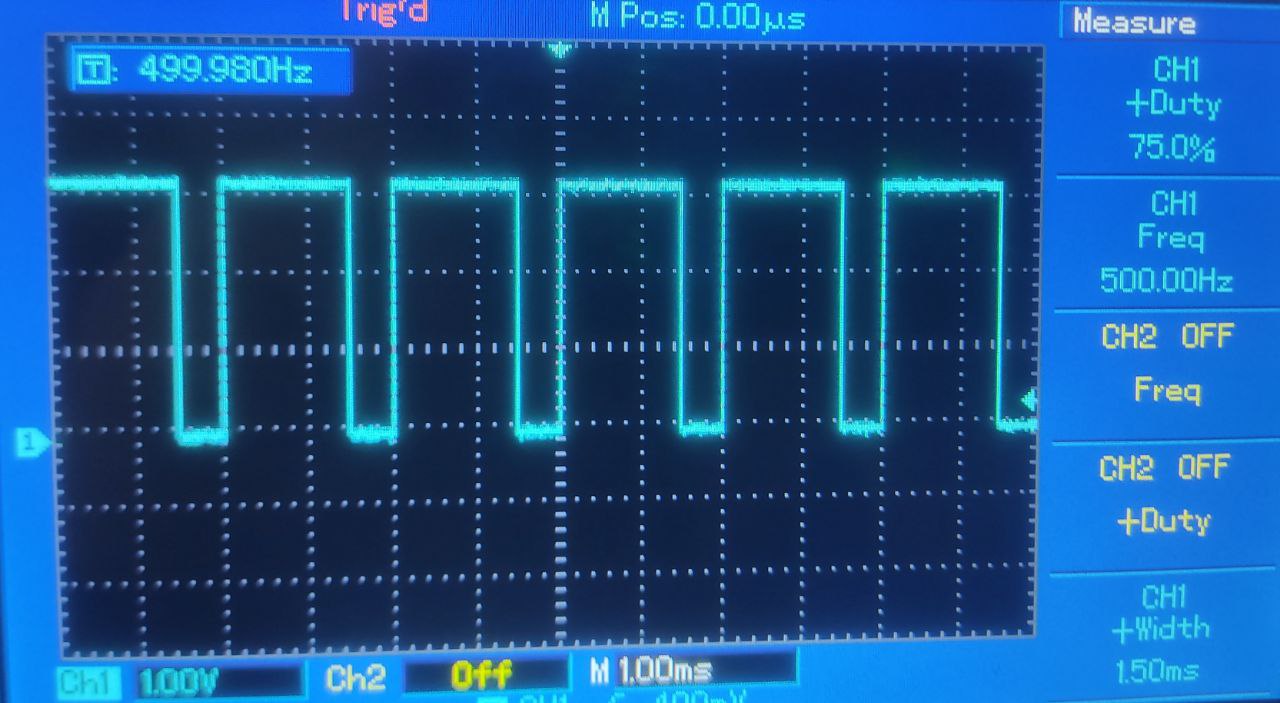 Trig'd M Pos: 0.00µs
Measure
T: 499.980Hz
CH1
+Duty
75.0%
CH1
Freq
500.00Hz
CH2 OFF
Freq
CH2 OFF
+Duty
CH1
+Width
1.50ms
1
Ch1 1.00V Ch2 Off M 1.00ms
CH1